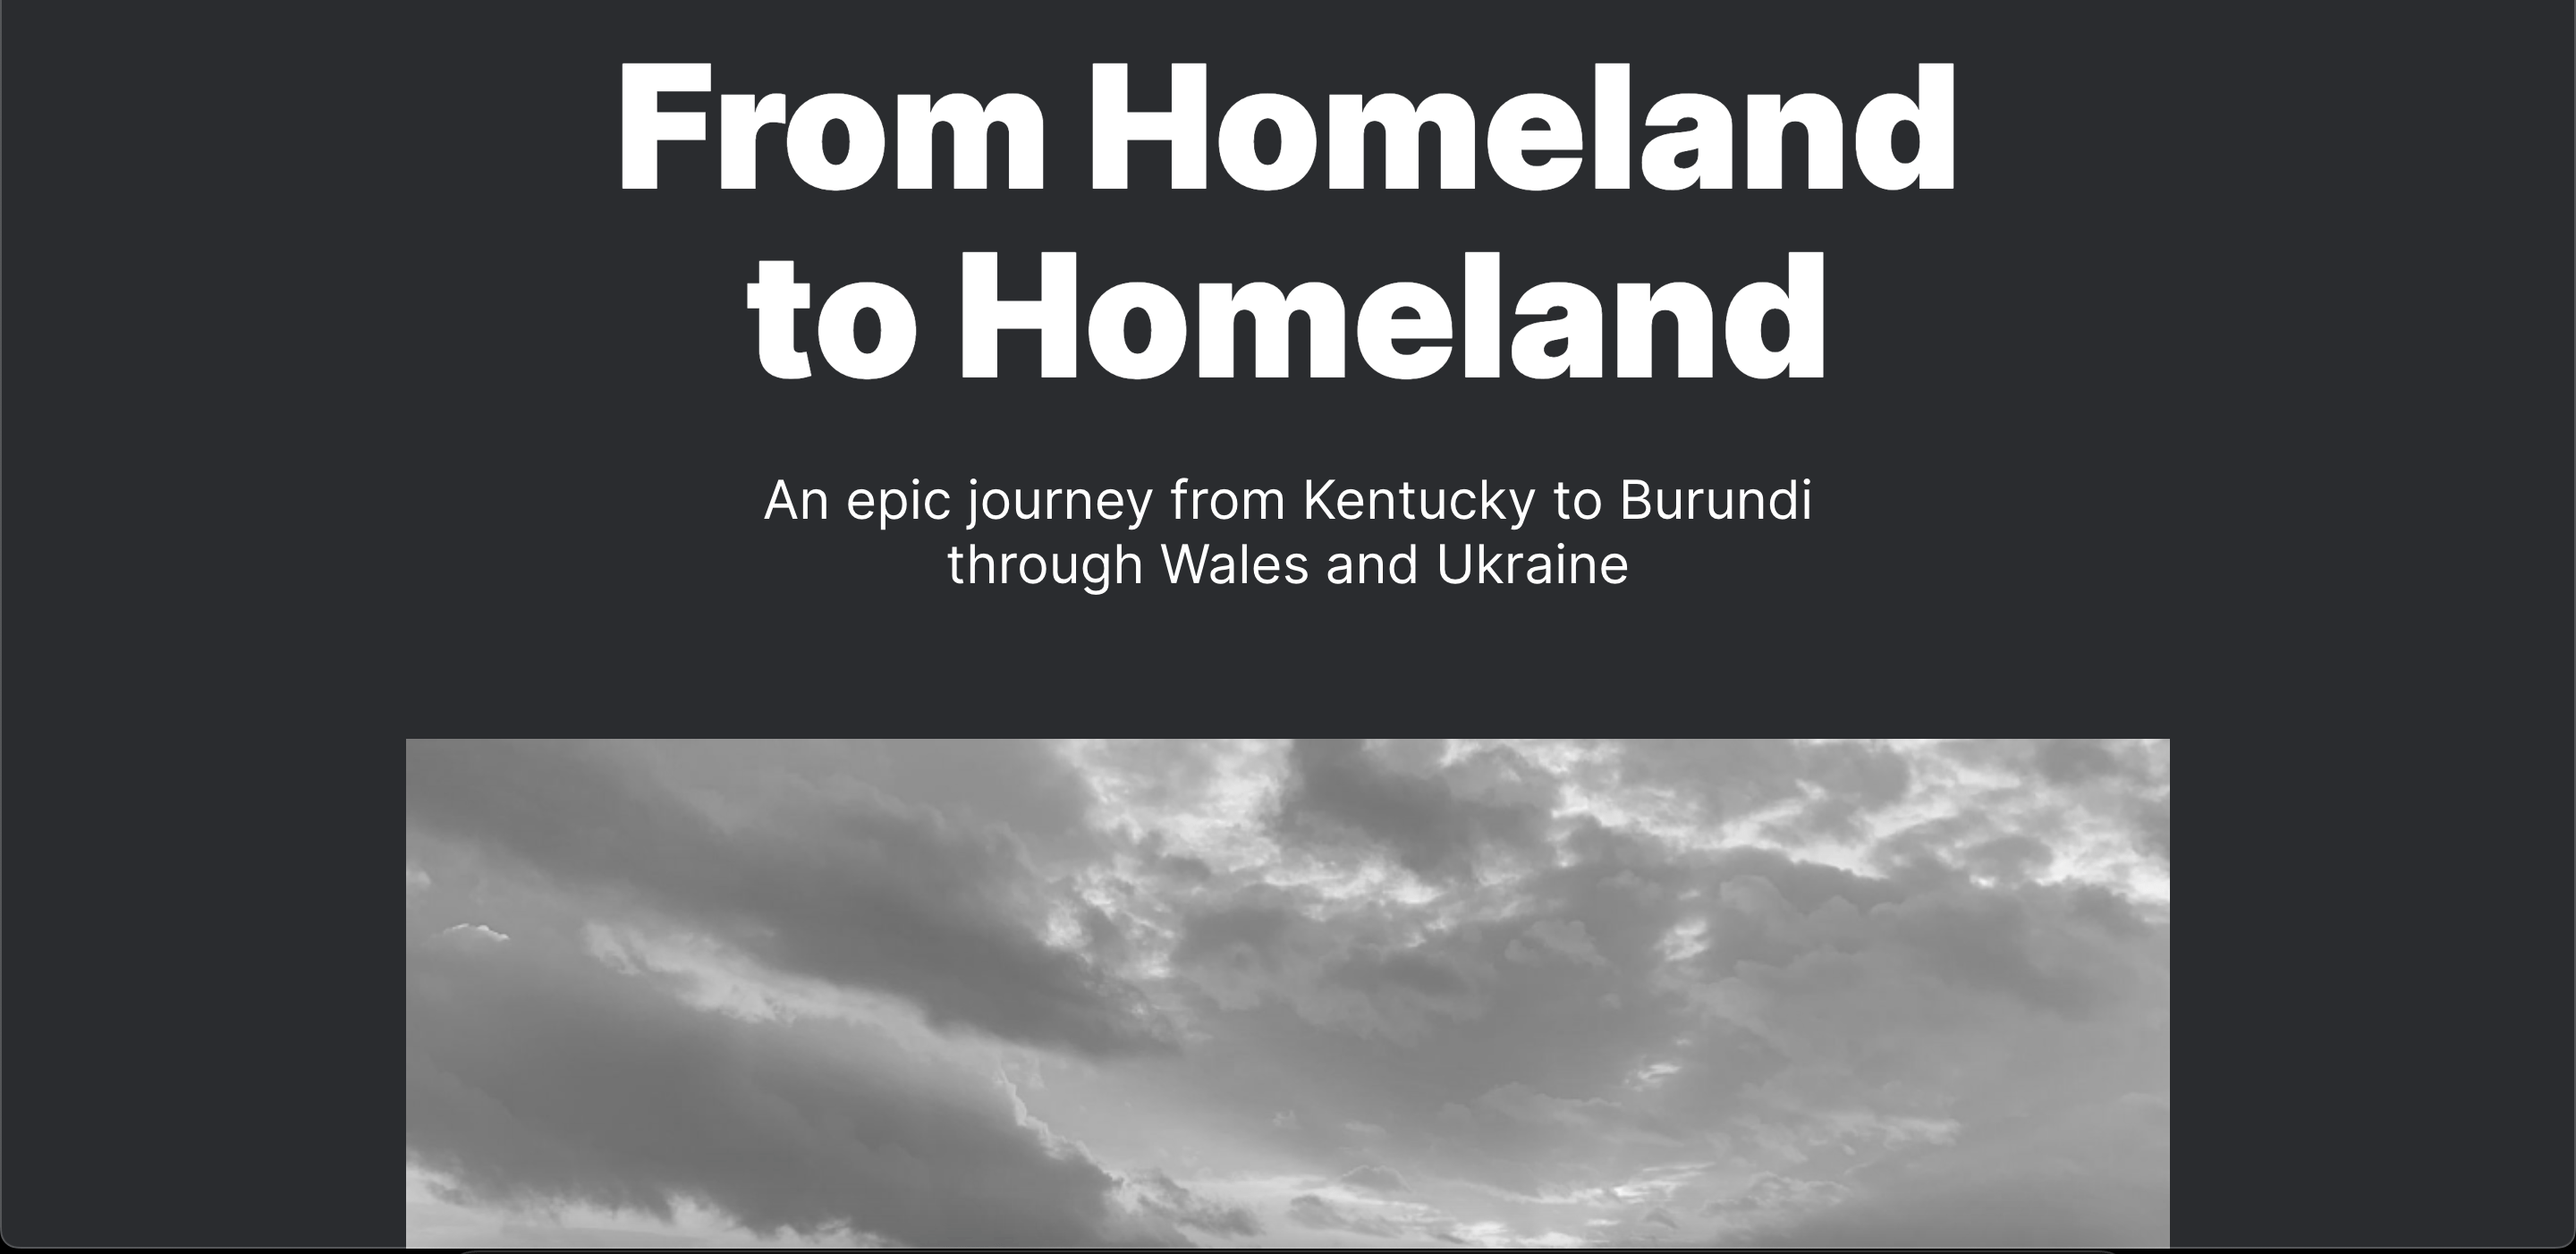 From Homeland
to Homeland
An epic journey from Kentucky to Burundi
through Wales and Ukraine